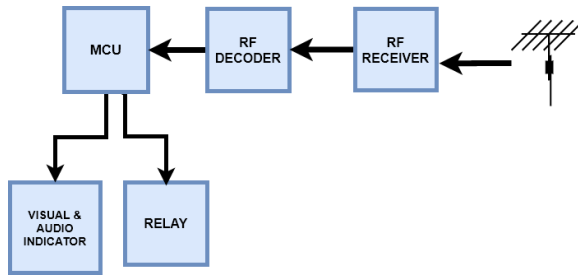 MCU
RF
DECODER
RF
RECEIVER
VISUAL &
AUDIO
INDICATOR
RELAY